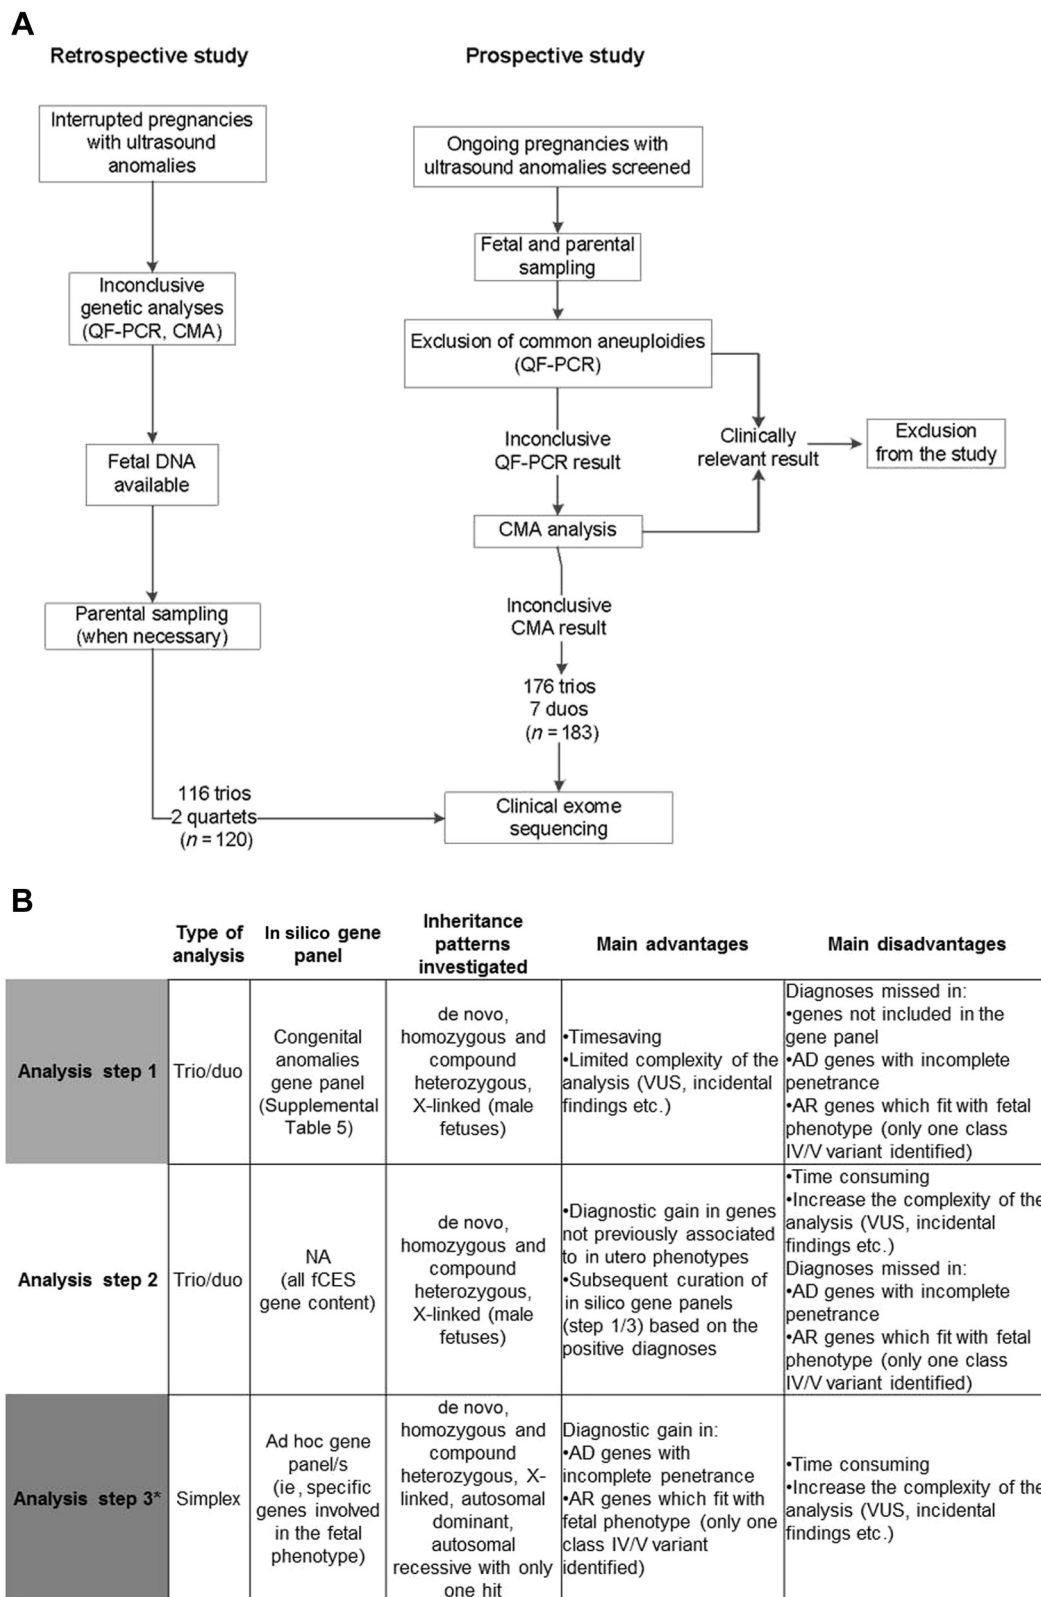 A
Retrospective study
Interrupted pregnancies
with ultrasound
anomalies
Inconclusive
genetic analyses
(QF-PCR, CMA)
Fetal DNA
available
Parental sampling
(when necessary)
116 trios
2 quartets
(n = 120)
Prospective study
Ongoing pregnancies with
ultrasound anomalies screened
Fetal and parental
sampling
Exclusion of common aneuploidies
(QF-PCR)
Inconclusive
QF-PCR result
Clinically
relevant result
Exclusion
from the study
CMA analysis
Inconclusive
CMA result
176 trios
7 duos
(n = 183)
Clinical exome
sequencing
B
Type of
analysis
In silico gene
panel
Inheritance
patterns
investigated
Main advantages
Main disadvantages
Analysis step 1
Trio/duo
Congenital
anomalies
gene panel
(Supplemental
Table 5)
de novo,
homozygous and
compound
heterozygous,
X-linked (male
fetuses)
•Timesaving
•Limited complexity of the
analysis (VUS, incidental
findings etc.)
Diagnoses missed in:
•genes not included in the
gene panel
•AD genes with incomplete
penetrance
•AR genes which fit with fetal
phenotype (only one class
IV/V variant identified)
Analysis step 2
Trio/duo
NA
(all fCES
gene content)
de novo,
homozygous and
compound
heterozygous,
X-linked (male
fetuses)
•Diagnostic gain in genes
not previously associated
to in utero phenotypes
•Subsequent curation of
in silico gene panels
(step 1/3) based on the
positive diagnoses
•Time consuming
•Increase the complexity of the
analysis (VUS, incidental
findings etc.)
Diagnoses missed in:
•AD genes with incomplete
penetrance
•AR genes which fit with fetal
phenotype (only one class
IV/V variant identified)
Analysis step 3*
Simplex
Ad hoc gene
panel/s
(ie, specific
genes involved
in the fetal
phenotype)
de novo,
homozygous and
compound
heterozygous, X-
linked, autosomal
dominant,
autosomal
recessive with only
one hit
Diagnostic gain in:
•AD genes with
incomplete penetrance
•AR genes which fit with
fetal phenotype (only one
class IV/V variant
identified)
•Time consuming
•Increase the complexity of the
analysis (VUS, incidental
findings etc.)